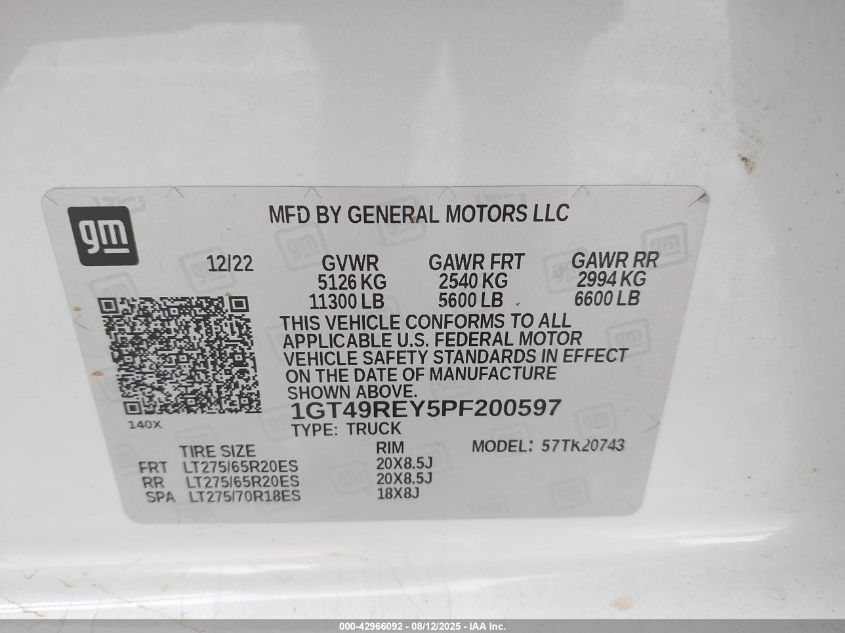 gm
MFD BY GENERAL MOTORS LLC
12/22 GVWR GAWR FRT GAWR RR
5126 KG 2540 KG 2994 KG
11300 LB 5600 LB 6600 LB
THIS VEHICLE CONFORMS TO ALL
APPLICABLE U.S. FEDERAL MOTOR
VEHICLE SAFETY STANDARDS IN EFFECT
ON THE DATE OF MANUFACTURE
SHOWN ABOVE.
1GT49REY5PF200597
140X
TYPE: TRUCK
TIRE SIZE RIM MODEL: 57TK20743
FRT LT275/65R20ES 20X8.5J
RR LT275/65R20ES 20X8.5J
SPA LT275/70R18ES 18X8J
000-42966092 - 08/12/2025 - IAA Inc.